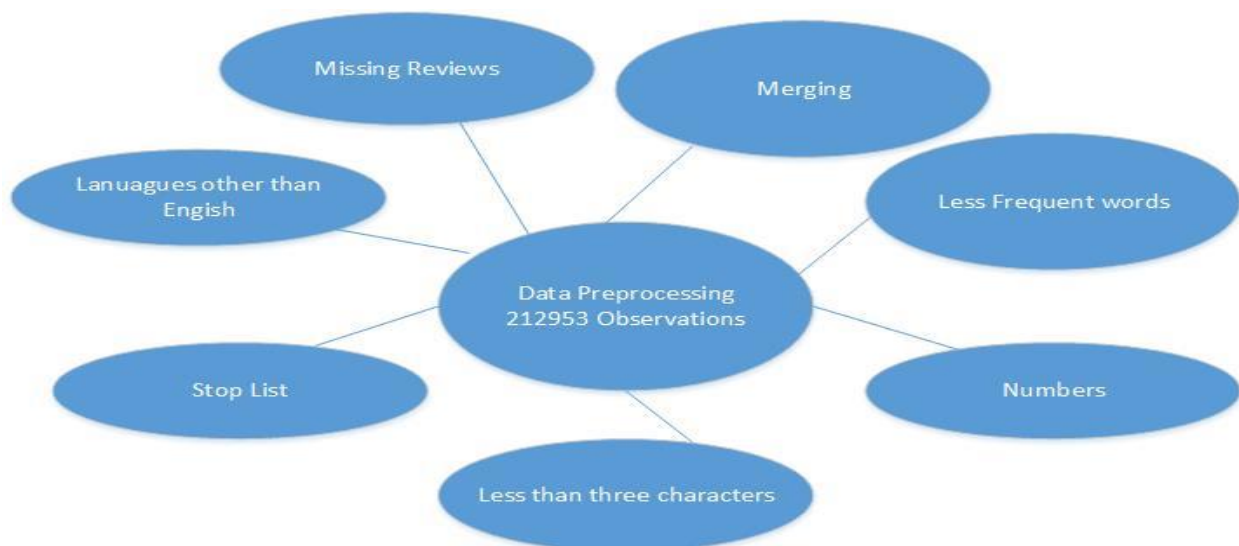 Missing Reviews
Merging
Lanuagues other than
Engish
Less Frequent words
Data Preprocessing
212953 Observations
Stop List
Numbers
Less than three characters